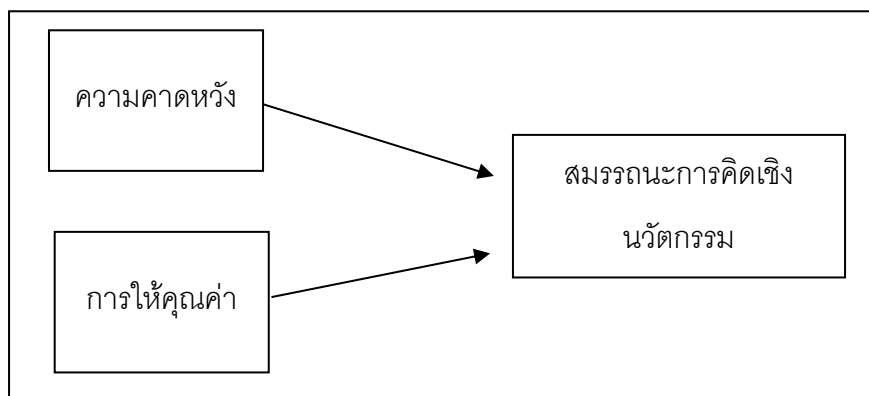 ความคาดหวัง
การให้คุณค่า
สมรรถนะการคิดเชิง
นวัตกรรม